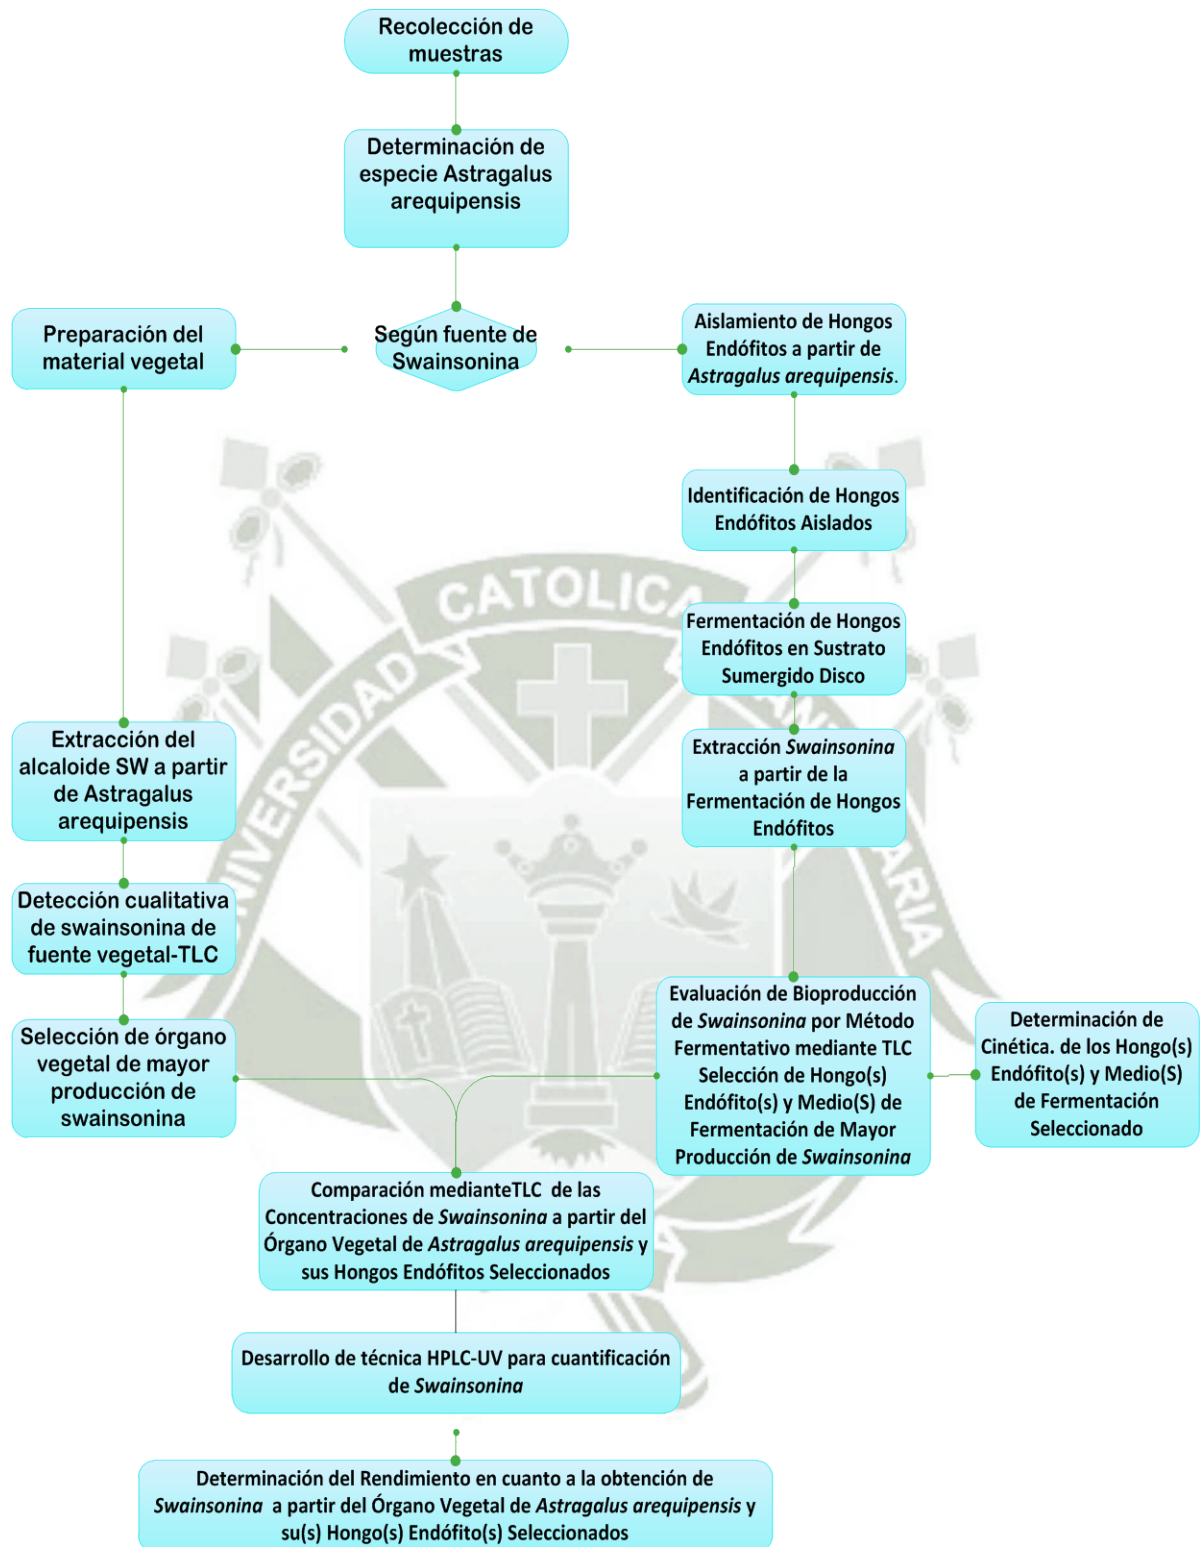 Recolección de
muestras
Determinación de
especie Astragalus
arequipensis
Según fuente de
Swainsonina
Preparación del
material vegetal
Extracción del
alcaloide SW a partir
de Astragalus
arequipensis
Detección cualitativa
de swainsonina de
fuente vegetal-TLC
Selección de órgano
vegetal de mayor
producción de
swainsonina
Aislamiento de Hongos
Endófitos a partir de
Astragalus arequipensis.
Identificación de Hongos
Endófitos Aislados
Fermentación de Hongos
Endófitos en Sustrato
Sumergido Disco
Extracción Swainsonina
a partir de la
Fermentación de Hongos
Endófitos
Evaluación de Bioproducción
de Swainsonina por Método
Fermentativo mediante TLC
Selección de Hongo(s)
Endófito(s) y Medio(S) de
Fermentación de Mayor
Producción de Swainsonina
Determinación de
Cinética. de los Hongo(s)
Endófito(s) y Medio(S)
de Fermentación
Seleccionado
Comparación medianteTLC de las
Concentraciones de Swainsonina a partir del
Órgano Vegetal de Astragalus arequipensis y
sus Hongos Endófitos Seleccionados
Desarrollo de técnica HPLC-UV para cuantificación
de Swainsonina
Determinación del Rendimiento en cuanto a la obtención de
Swainsonina a partir del Órgano Vegetal de Astragalus arequipensis y
su(s) Hongo(s) Endófito(s) Seleccionados
UNIVERSIDAD
CATOLICA